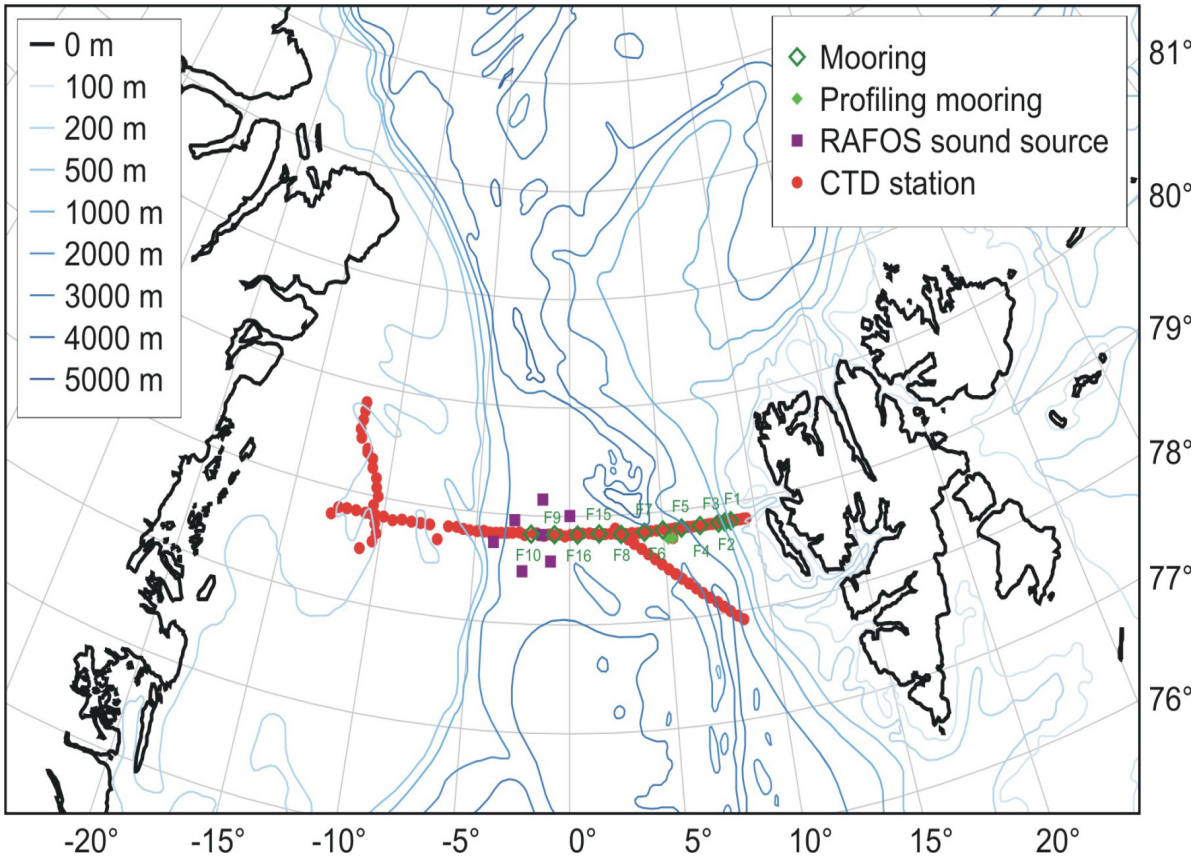 0 m
100 m
200 m
500 m
1000 m
2000 m
3000 m
4000 m
5000 m
Mooring
Profiling mooring
RAFOS sound source
CTD station
81°
80°
79°
78°
77°
76°
F9 F15 F7 F5 F3 F1
F10 F16 F8 F6 F4 F2
-20° -15° -10° -5° 0° 5° 10° 15° 20°